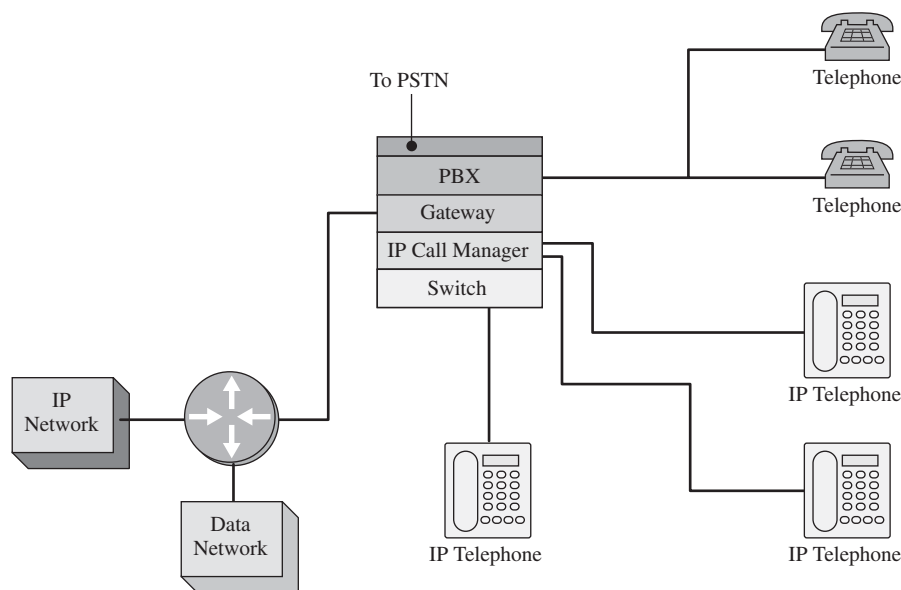 Telephone
To PSTN
PBX
Telephone
Gateway
IP Call Manager
Switch
IP Telephone
IP
Network
Data
Network
IP Telephone
IP Telephone